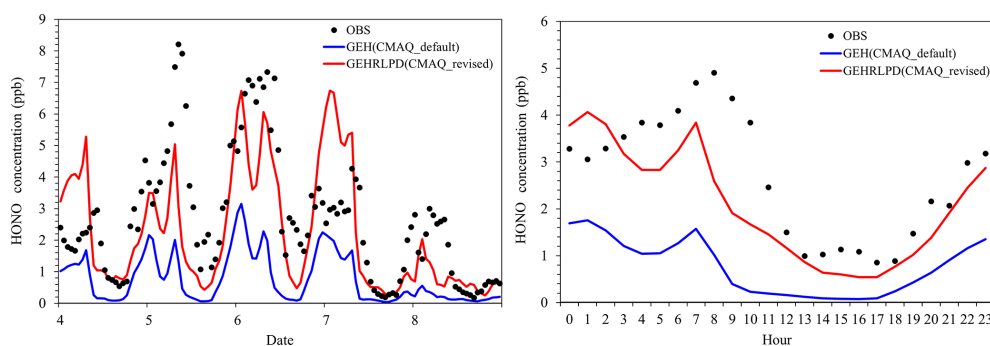 HONO concentration (ppb)
9
8
7
6
5
4
3
2
1
0
OBS
GEH(CMAQ_default)
GEHRLPD(CMAQ_revised)
4 5 6 7 8
Date
HONO concentration (ppb)
6
5
4
3
2
1
0
OBS
GEH(CMAQ_default)
GEHRLPD(CMAQ_revised)
0 1 2 3 4 5 6 7 8 9 10 11 12 13 14 15 16 17 18 19 20 21 22 23
Hour